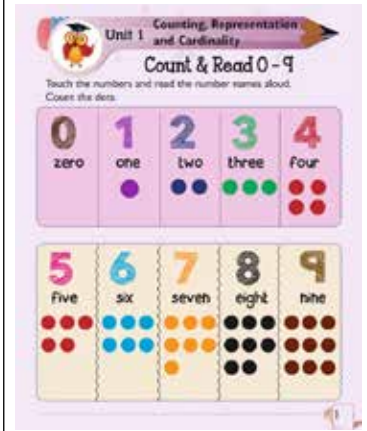 Unit 1
Counting, Representation
and Cardinality
Count & Read 0 - 9
Touch the numbers and read the number names aloud.
Count the dots.
0 1 2 3 4
zero one two three four
5 6 7 8 9
five six seven eight nine
1